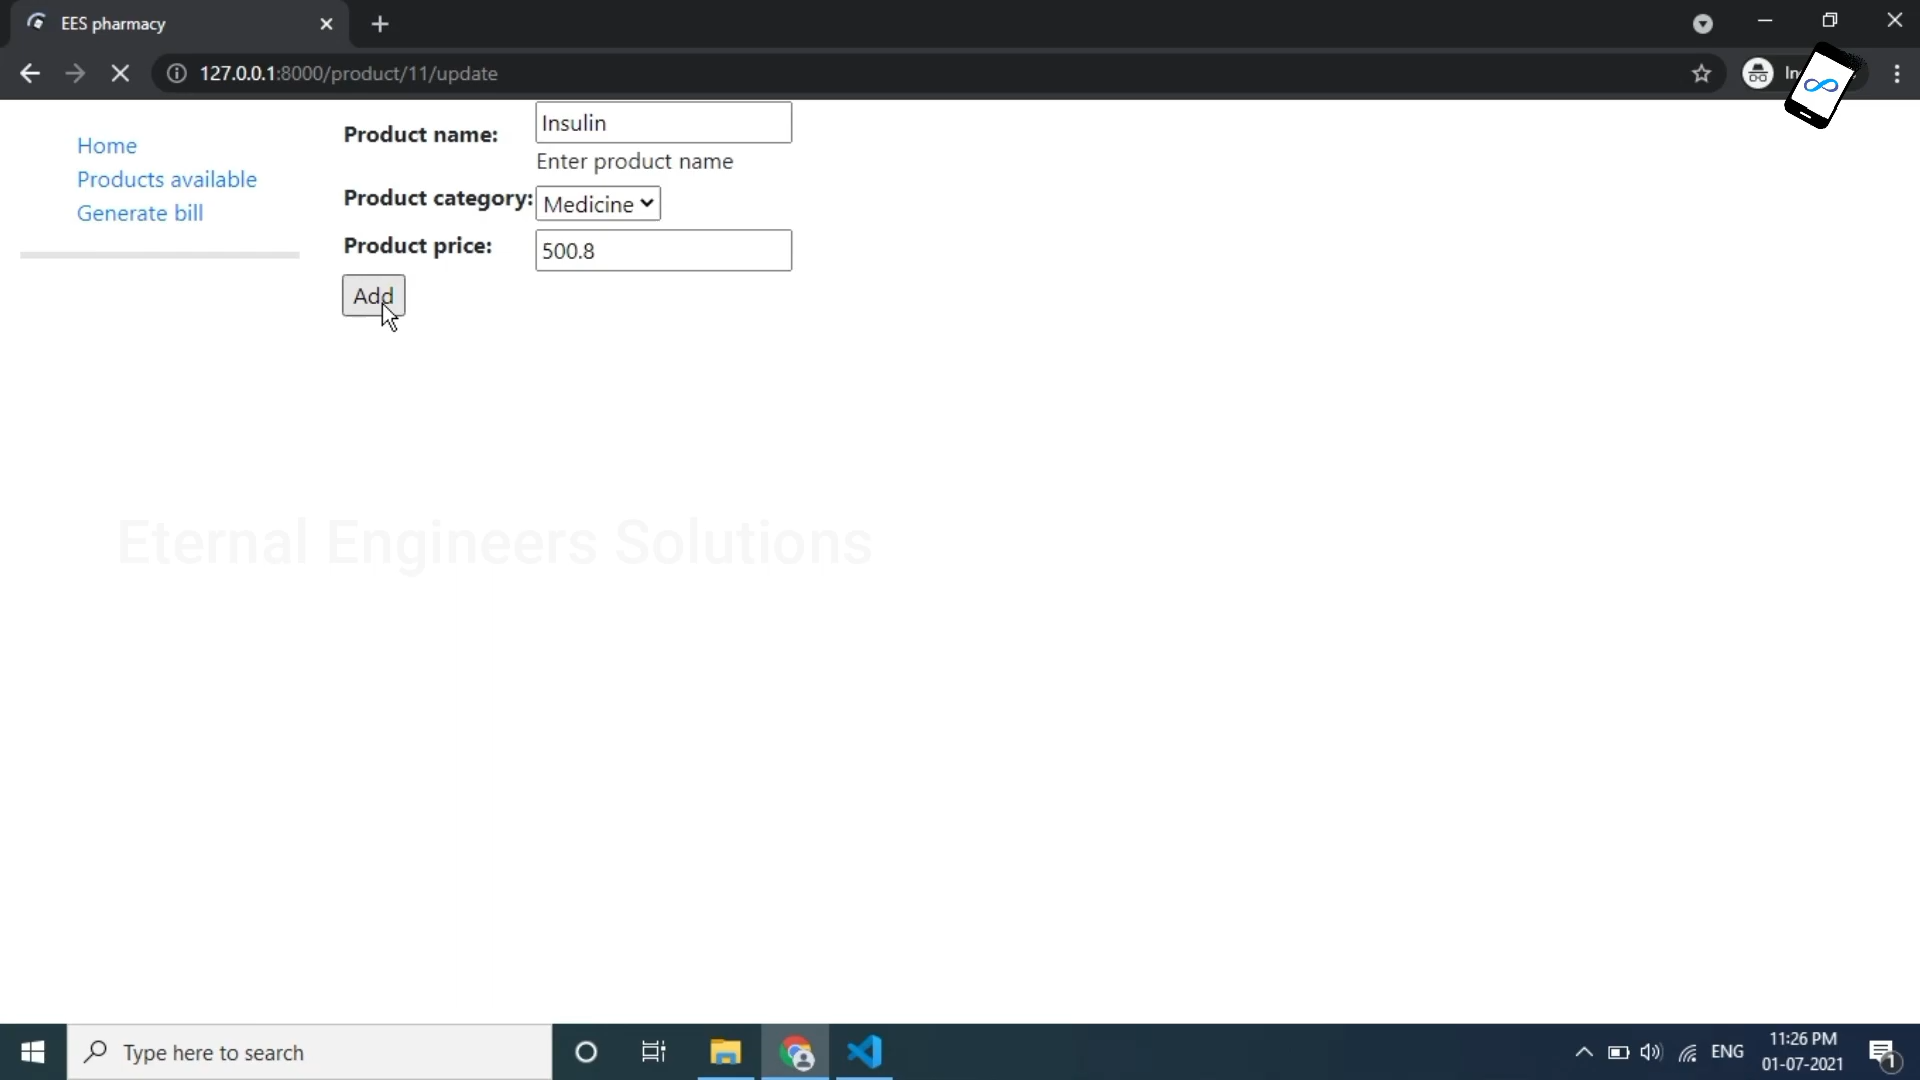 EES pharmacy
127.0.0.1:8000/product/11/update
In
Home
Products available
Generate bill
Product name:
Insulin
Enter product name
Product category:
Medicine
Product price:
500.8
Add
Eternal Engineers Solutions
Type here to search
ENG
11:26 PM
01-07-2021
1